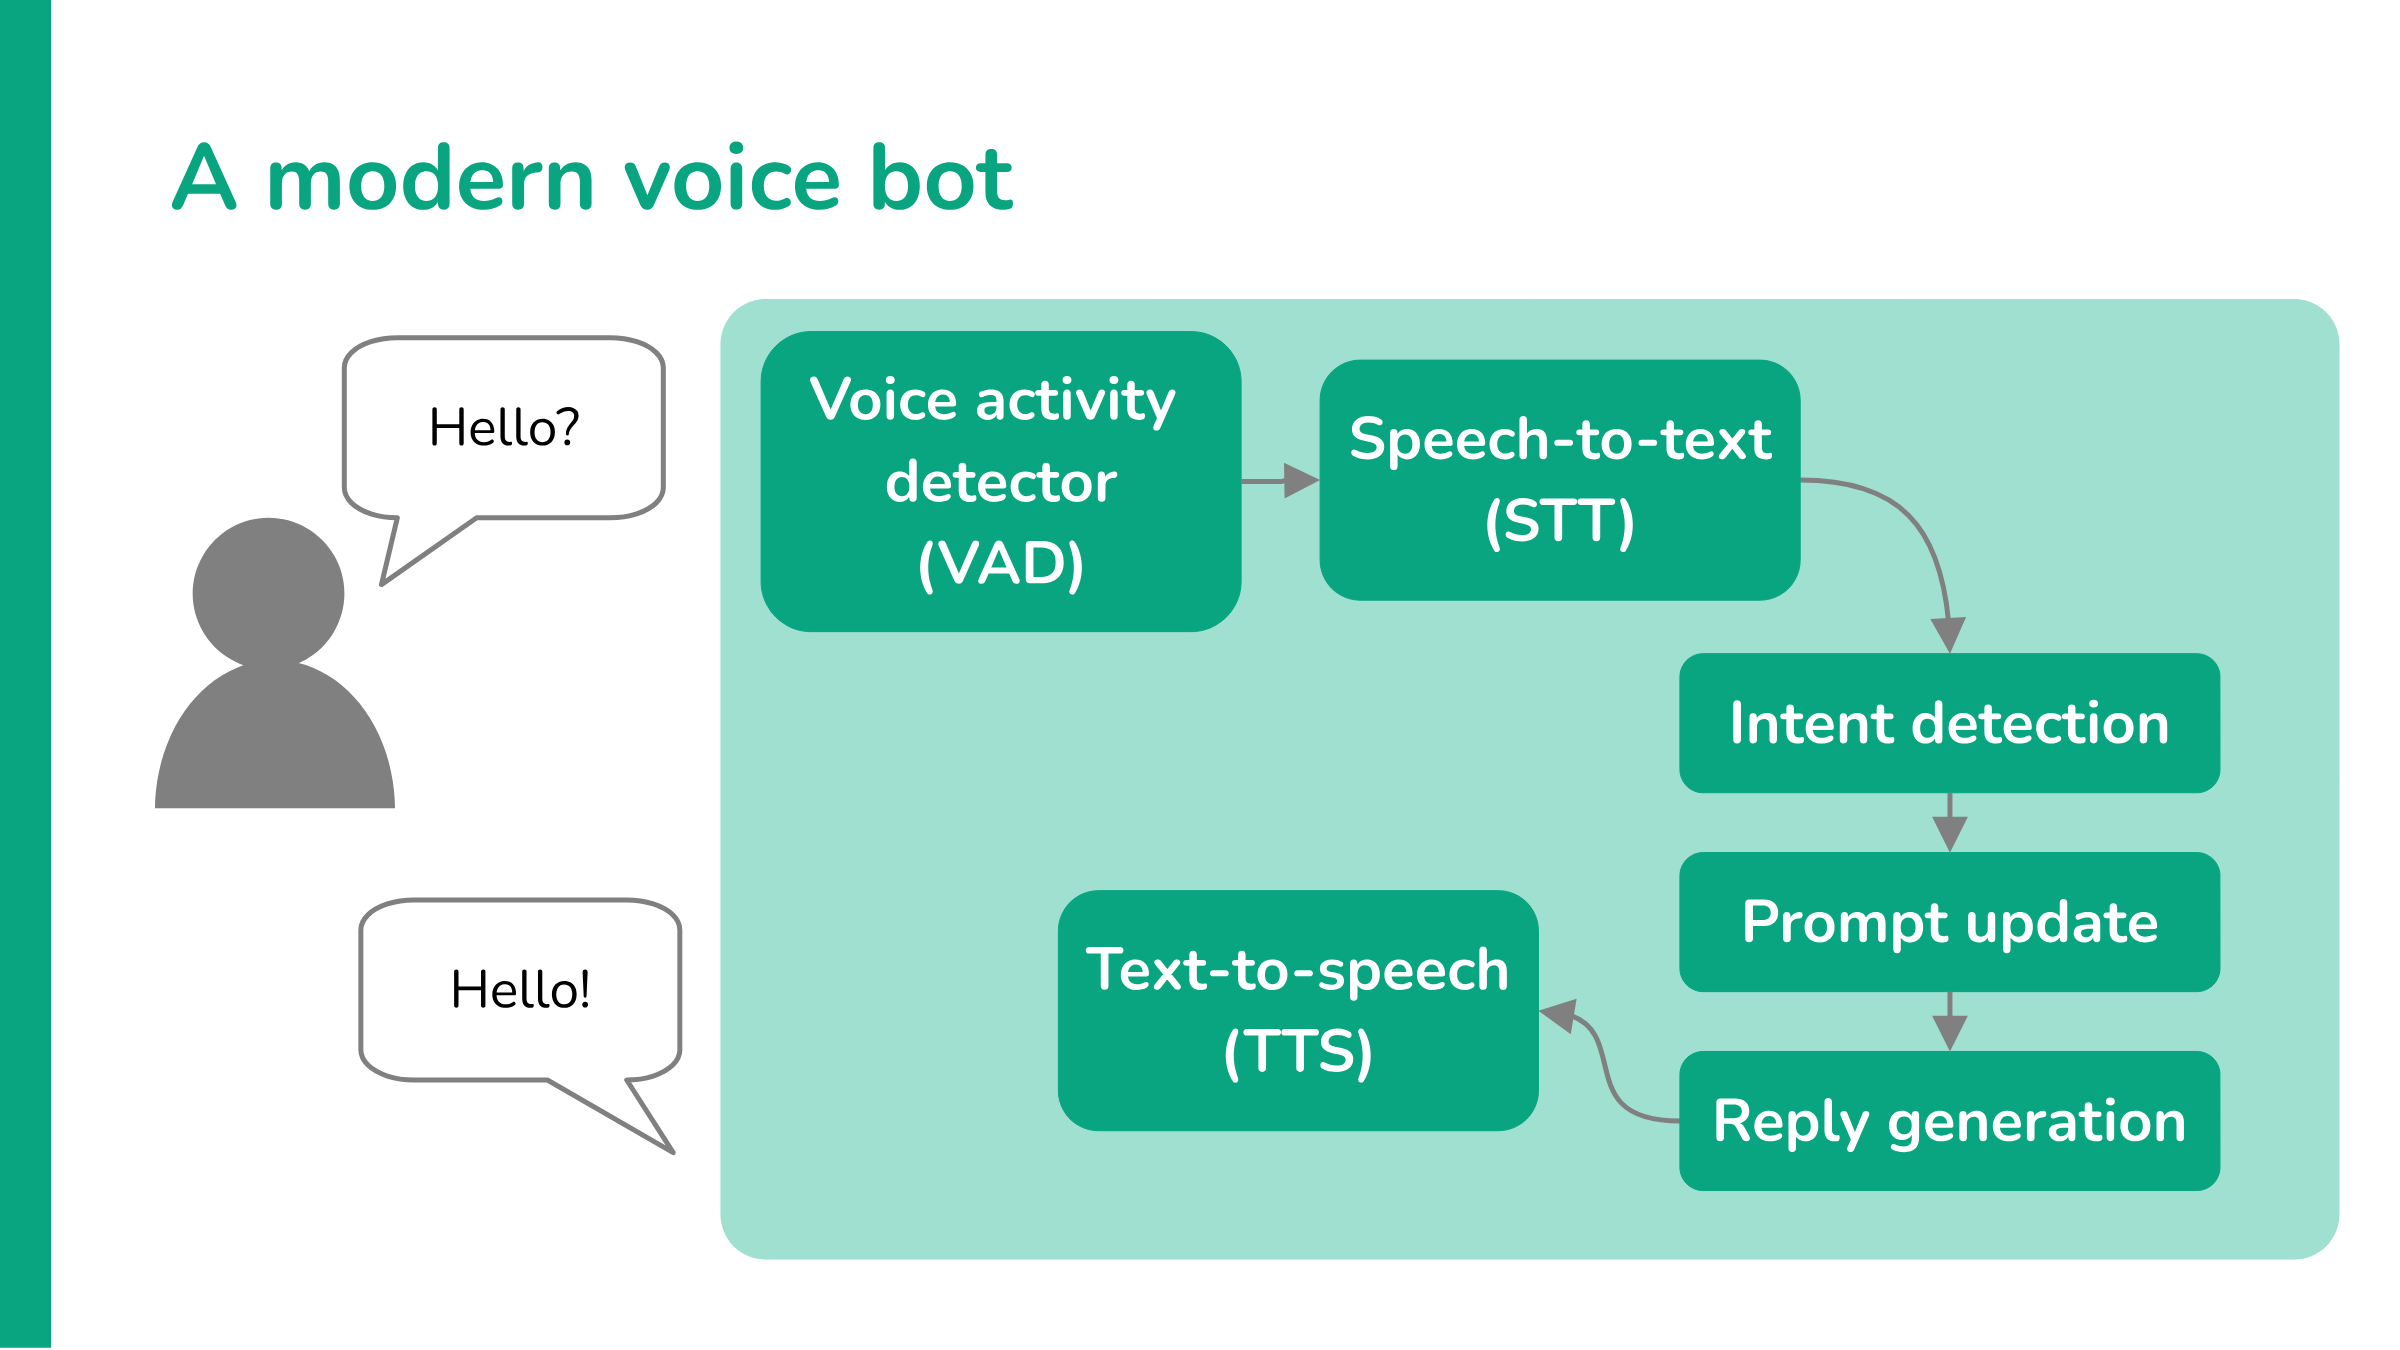 A modern voice bot
Hello?
Voice activity
detector
(VAD)
Speech-to-text
(STT)
Intent detection
Prompt update
Reply generation
Text-to-speech
(TTS)
Hello!